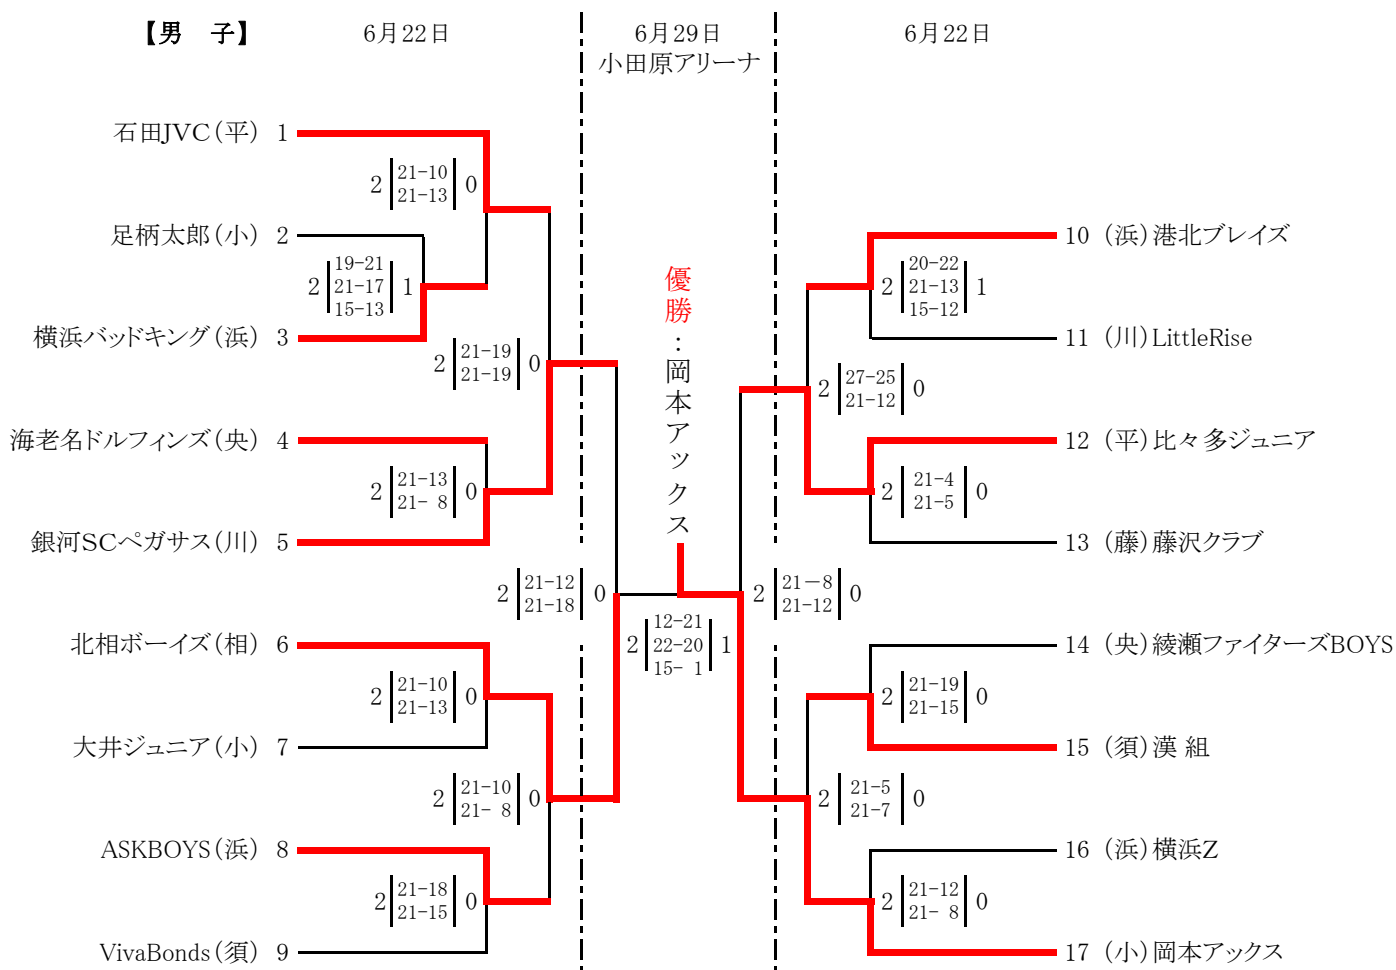 【男　子】
6月22日
6月29日
小田原アリーナ
6月22日
石田JVC(平) 1
2 21-10 0
21-13
足柄太郎(小) 2
19-21
2 21-17 1
15-13
横浜バッドキング(浜) 3
2 21-19 0
21-19
海老名ドルフィンズ(央) 4
2 21-13 0
21- 8
銀河SCペガサス(川) 5
2 21-12 0
21-18
北相ボーイズ(相) 6
2 21-10 0
21-13
大井ジュニア(小) 7
2 21-10 0
21- 8
ASKBOYS(浜) 8
2 21-18 0
21-15
VivaBonds(須) 9
優勝：岡本アックス
12-21
2 22-20 1
15- 1
10 (浜)港北ブレイズ
20-22
2 21-13 1
15-12
11 (川)LittleRise
2 27-25 0
21-12
12 (平)比々多ジュニア
2 21-4 0
21-5
13 (藤)藤沢クラブ
2 21－8 0
21-12
14 (央)綾瀬ファイターズBOYS
2 21-19 0
21-15
15 (須)漢 組
2 21-5 0
21-7
16 (浜)横浜Z
2 21-12 0
21- 8
17 (小)岡本アックス